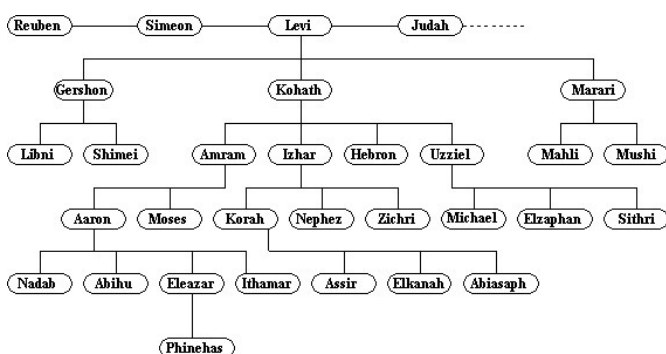 Reuben Simeon Levi Judah
Gershon Kohath Marari
Libni Shimei Amram Izhar Hebron Uzziel Mahli Mushi
Aaron Moses Korah Nephez Zichri Michael Elzaphan Sithri
Nadab Abihu Eleazar Ithamar Assir Elkanah Abiasaph
Phinehas